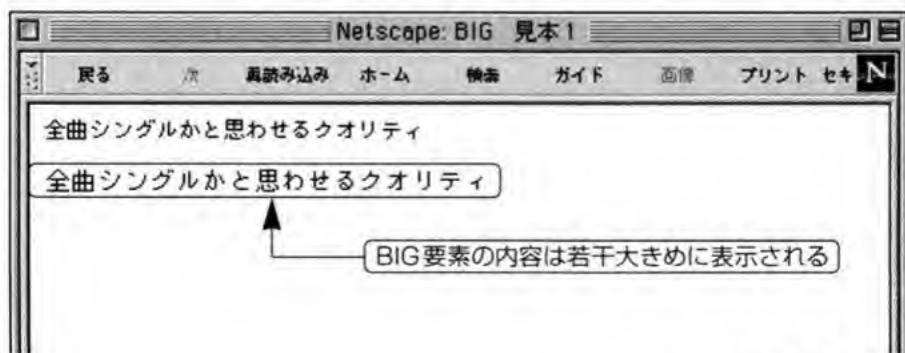 Netscape: BIG 見本1
戻る 次 再読み込み ホーム 検索 ガイド 画像 プリント セキ N
全曲シングルかと思わせるクオリティ
全曲シングルかと思わせるクオリティ
BIG要素の内容は若干大きめに表示される